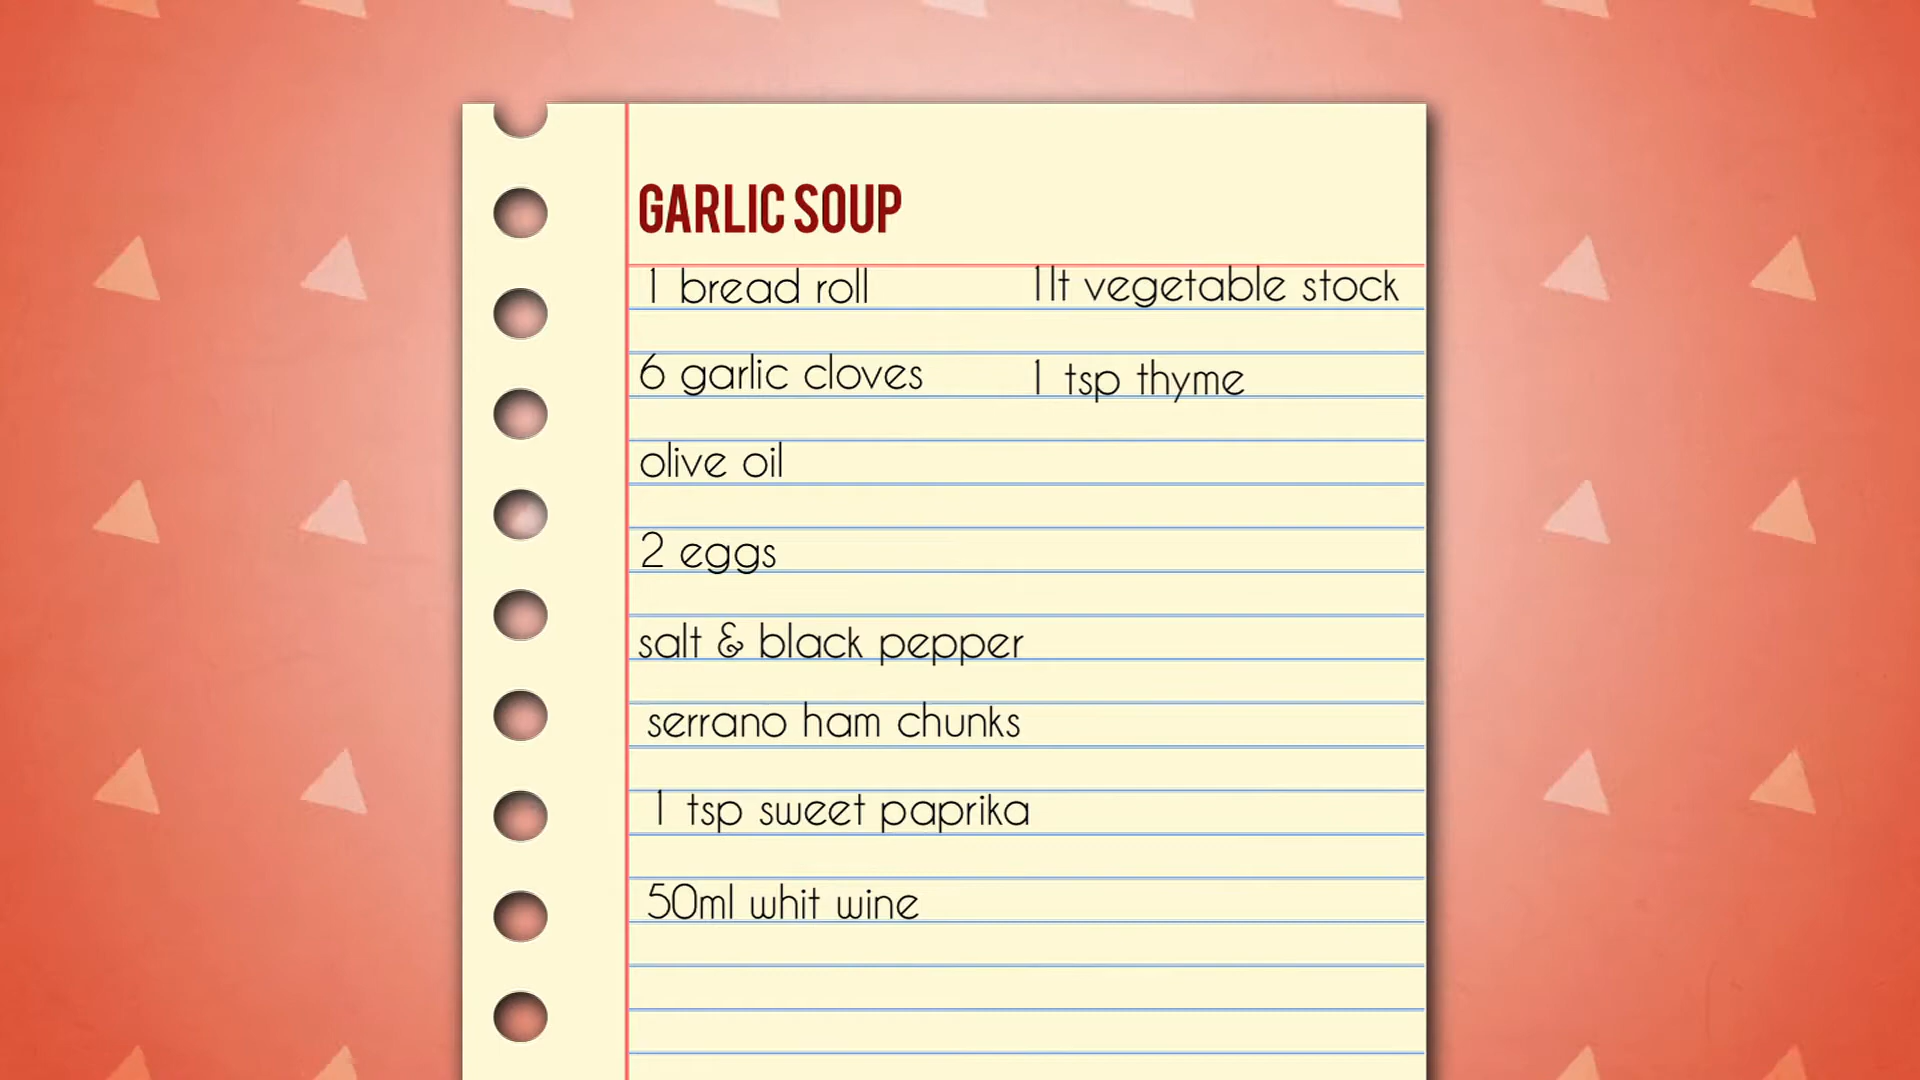 GARLIC SOUP
1 bread roll
6 garlic cloves
olive oil
2 eggs
salt & black pepper
serrano ham chunks
1 tsp sweet paprika
50ml whit wine
1lt vegetable stock
1 tsp thyme